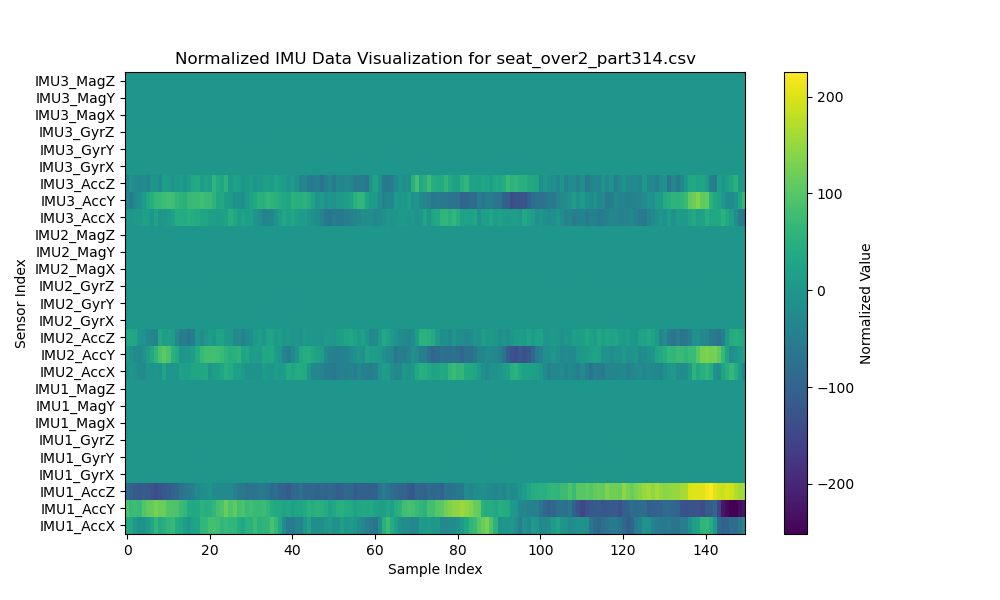 Normalized IMU Data Visualization for seat_over2_part314.csv
IMU3_MagZ
IMU3_MagY
IMU3_MagX
IMU3_GyrZ
IMU3_GyrY
IMU3_GyrX
IMU3_AccZ
IMU3_AccY
IMU3_AccX
IMU2_MagZ
IMU2_MagY
IMU2_MagX
IMU2_GyrZ
IMU2_GyrY
IMU2_GyrX
IMU2_AccZ
IMU2_AccY
IMU2_AccX
IMU1_MagZ
IMU1_MagY
IMU1_MagX
IMU1_GyrZ
IMU1_GyrY
IMU1_GyrX
IMU1_AccZ
IMU1_AccY
IMU1_AccX
Sensor Index
0 20 40 60 80 100 120 140
Sample Index
200
100
0
−100
−200
Normalized Value